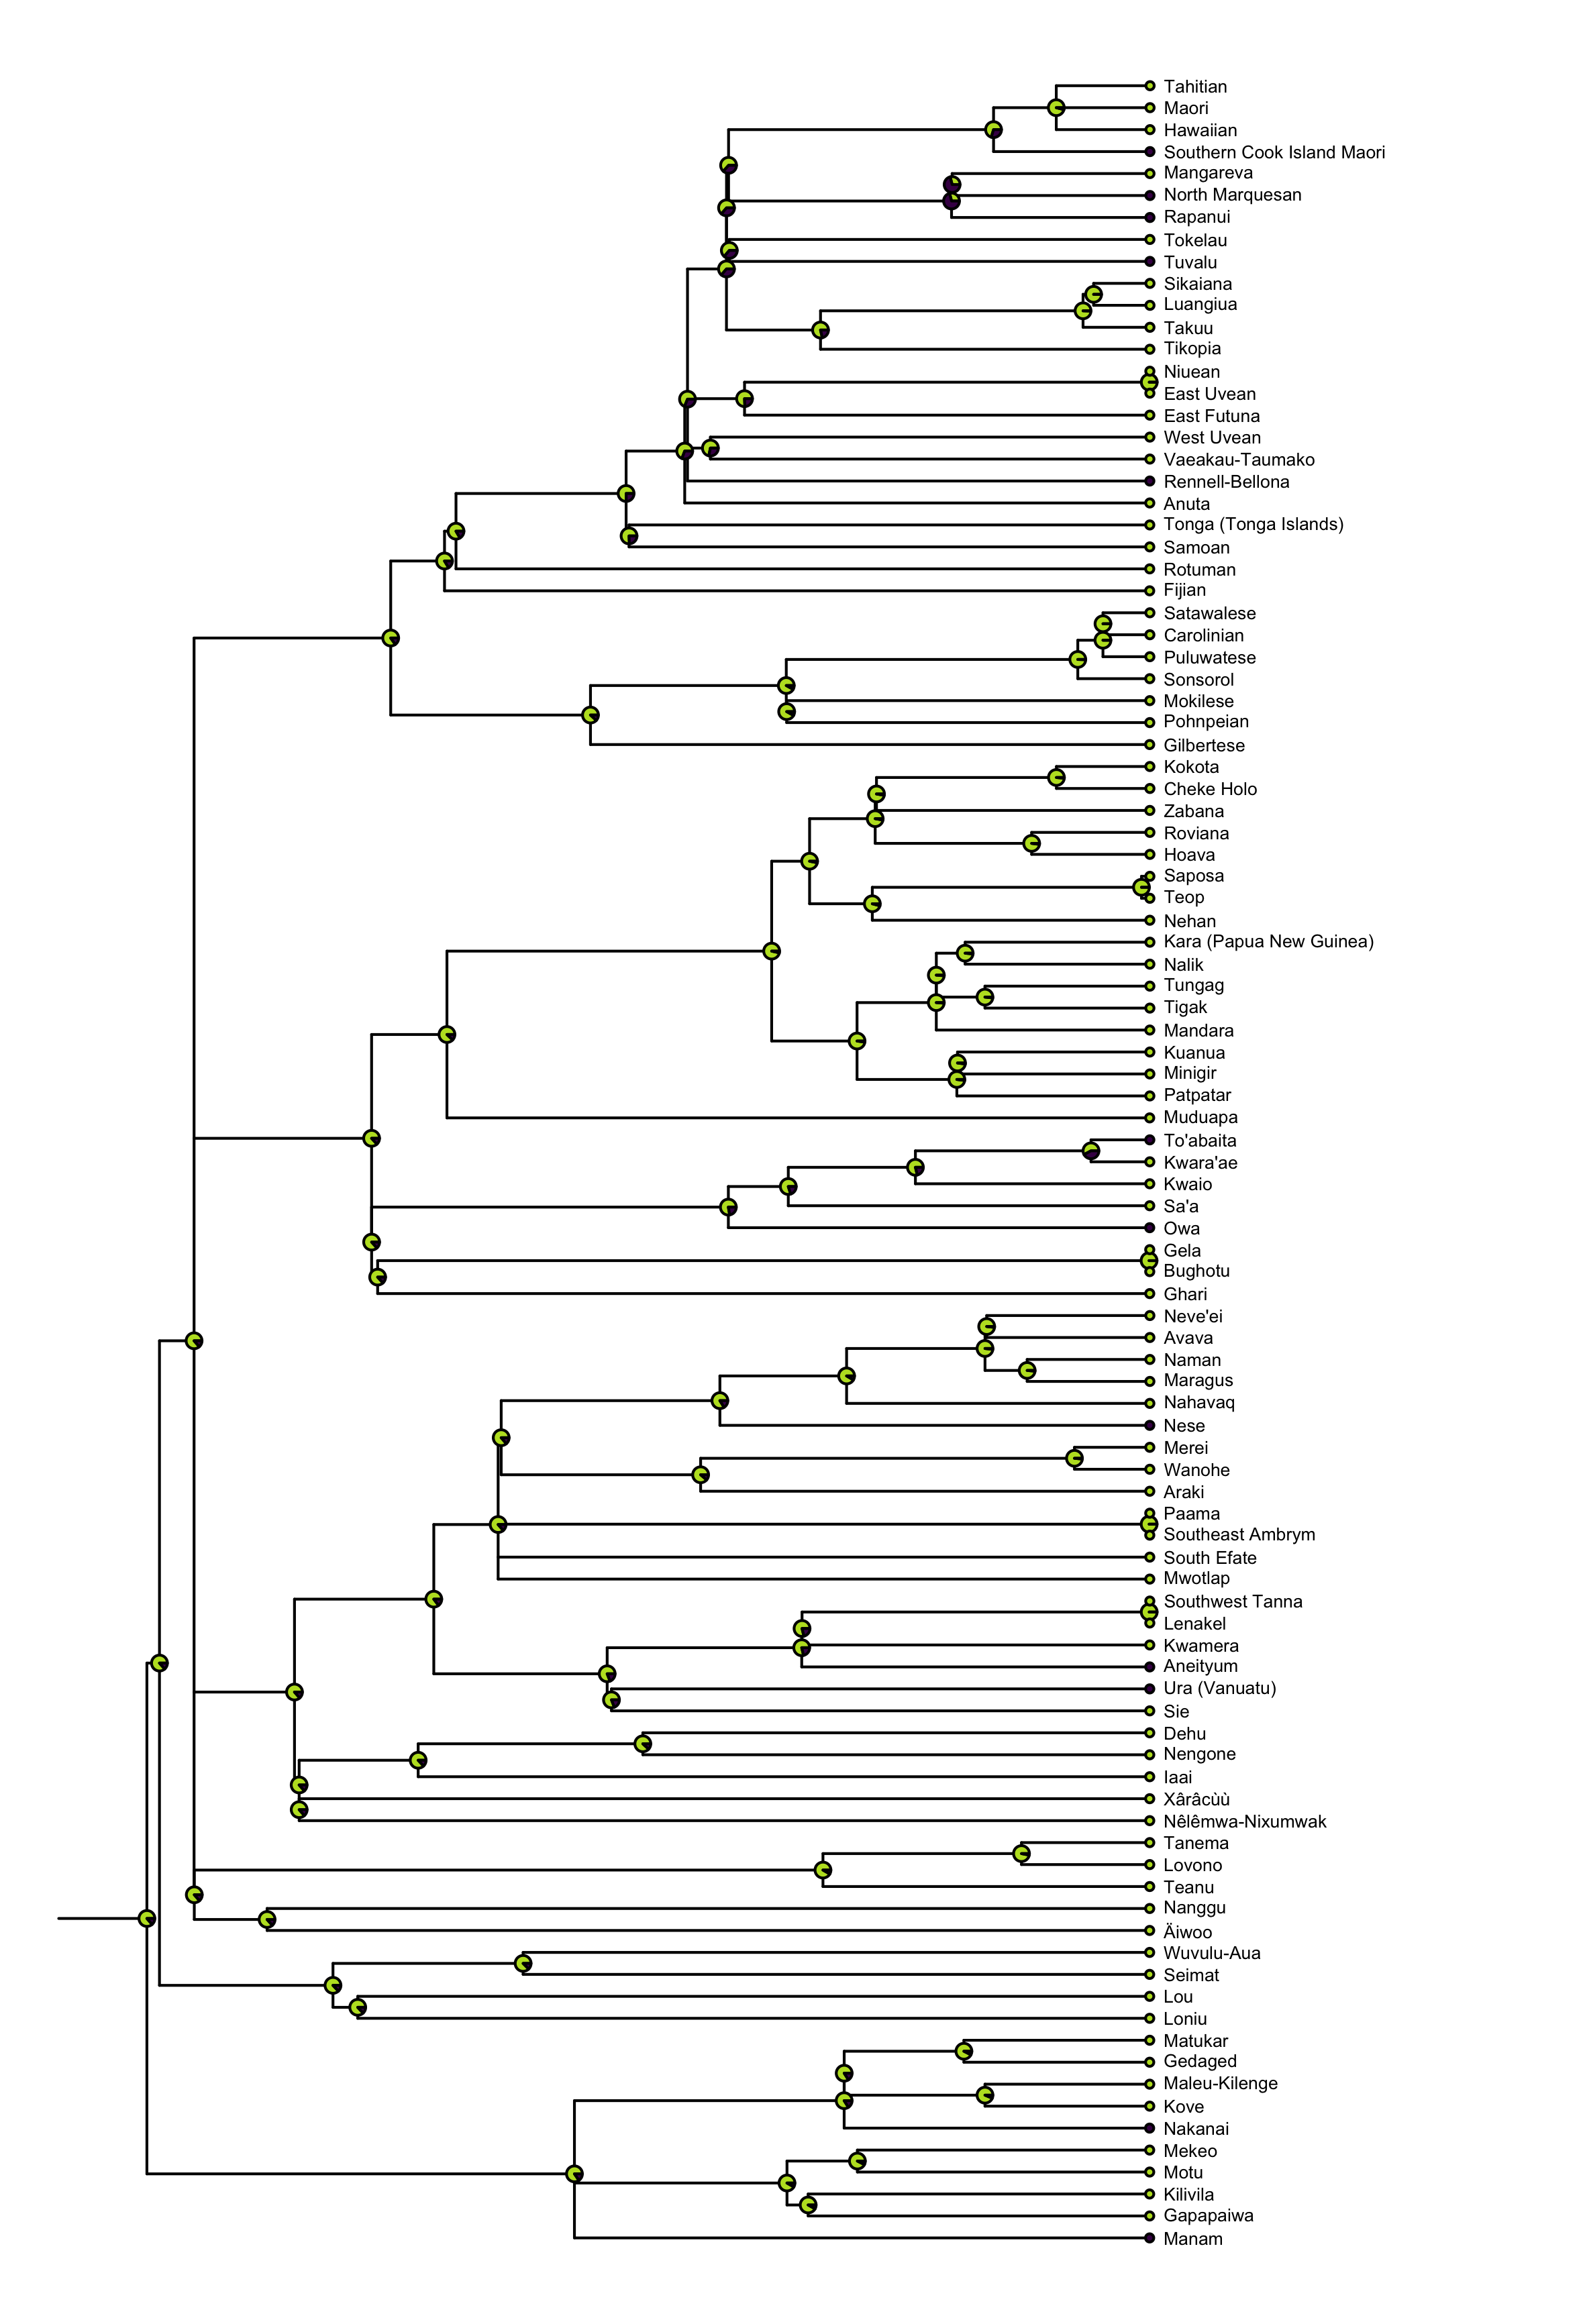 Tahitian
Maori
Hawaiian
Southern Cook Island Maori
Mangareva
North Marquesan
Rapanui
Tokelau
Tuvalu
Sikaiana
Luangiua
Takuu
Tikopia
Niuean
East Uvean
East Futuna
West Uvean
Vaeakau-Taumako
Rennell-Bellona
Anuta
Tonga (Tonga Islands)
Samoan
Rotuman
Fijian
Satawalese
Carolinian
Puluwatese
Sonsorol
Mokilese
Pohnpeian
Gilbertese
Kokota
Cheke Holo
Zabana
Roviana
Hoava
Saposa
Teop
Nehan
Kara (Papua New Guinea)
Nalik
Tungag
Tigak
Mandara
Kuanua
Minigir
Patpatar
Muduapa
To'abaita
Kwara'ae
Kwaio
Sa'a
Owa
Gela
Bughotu
Ghari
Neve'ei
Avava
Naman
Maragus
Nahavaq
Nese
Merei
Wanohe
Araki
Paama
Southeast Ambrym
South Efate
Mwotlap
Southwest Tanna
Lenakel
Kwamera
Aneityum
Ura (Vanuatu)
Sie
Dehu
Nengone
Iaai
Xârâcùù
Nêlêmwa-Nixumwak
Tanema
Lovono
Teanu
Nanggu
Äiwoo
Wuvulu-Aua
Seimat
Lou
Loniu
Matukar
Gedaged
Maleu-Kilenge
Kove
Nakanai
Mekeo
Motu
Kilivila
Gapapaiwa
Manam